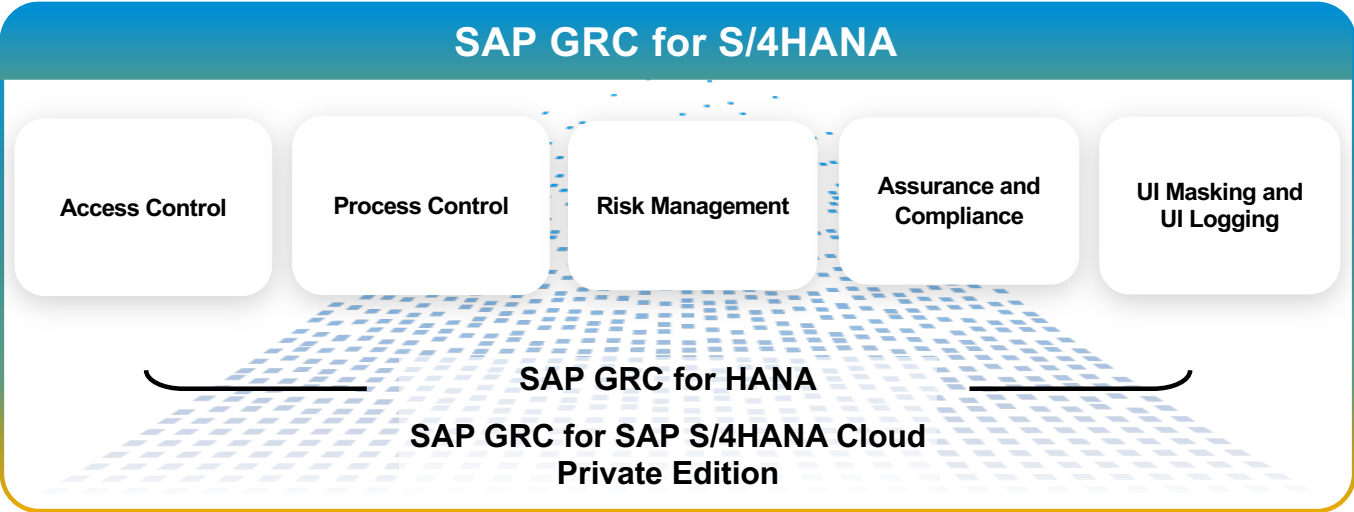 SAP GRC for S/4HANA
Access Control
Process Control
Risk Management
Assurance and
Compliance
UI Masking and
UI Logging
SAP GRC for HANA
SAP GRC for SAP S/4HANA Cloud
Private Edition